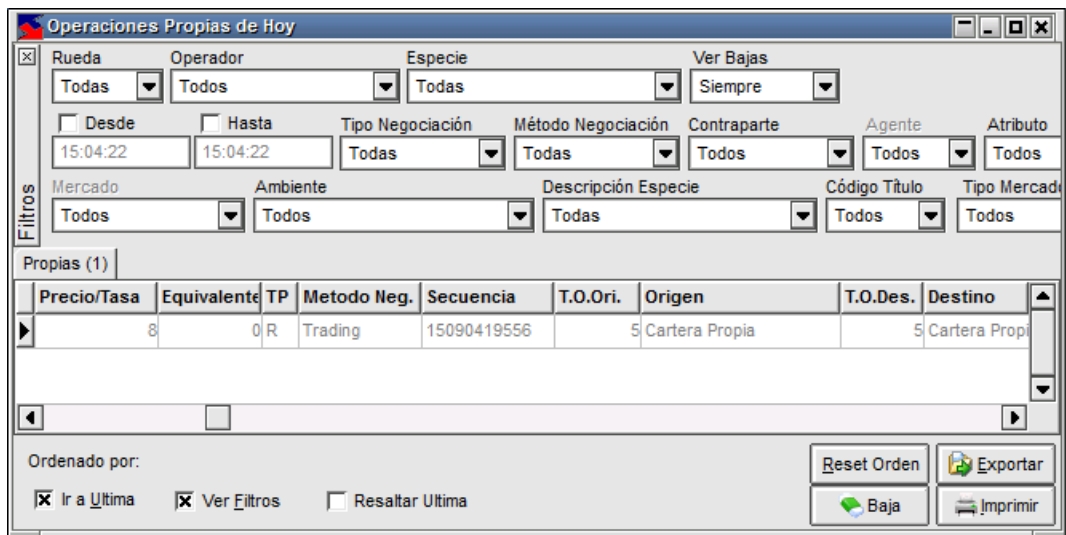 Operaciones Propias de Hoy
Filtros
Rueda Operador Especie Ver Bajas
Todas Todos Todas Siempre
Desde Hasta Tipo Negociación Método Negociación Contraparte Agente Atributo
15:04:22 15:04:22 Todas Todas Todos Todos Todos
Mercado Ambiente Descripción Especie Código Título Tipo Mercado
Todos Todos Todas Todos Todos
Propias (1)
Precio/Tasa Equivalente TP Metodo Neg. Secuencia T.O.Ori. Origen T.O.Des. Destino
8 0 R Trading 15090419556 5 Cartera Propia 5 Cartera Propi
Ordenado por:
Reset Orden Exportar
Ir a Ultima Ver Filtros Resaltar Ultima
Baja Imprimir